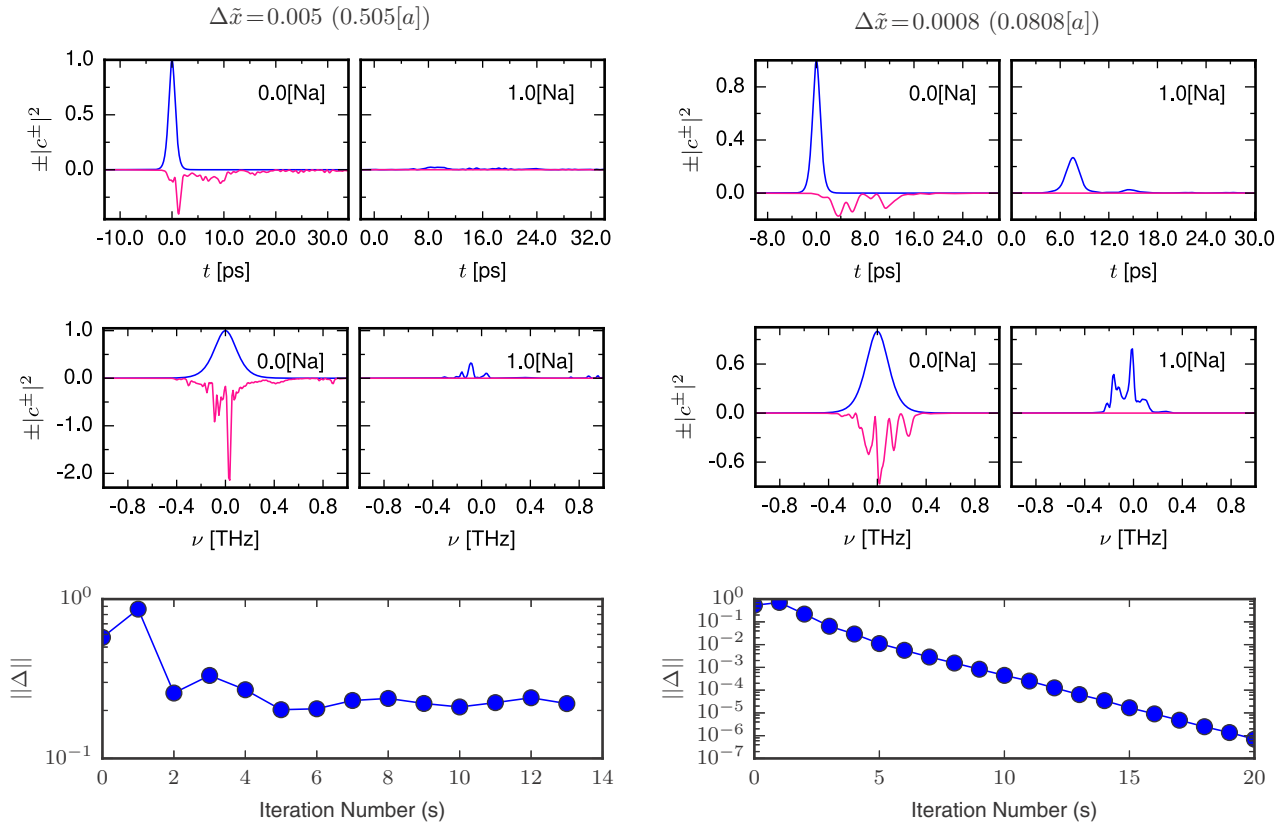 Δx̃=0.005 (0.505[a])
±|c±|²
1.0
0.5
0.0
0.0[Na]
1.0[Na]
-10.0 0.0 10.0 20.0 30.0
0.0 8.0 16.0 24.0 32.0
t [ps]
t [ps]
±|c±|²
1.0
0.0
-1.0
-2.0
0.0[Na]
1.0[Na]
-0.8 -0.4 0.0 0.4 0.8
-0.8 -0.4 0.0 0.4 0.8
ν [THz]
ν [THz]
||Δ||
10⁰
10⁻¹
0 2 4 6 8 10 12 14
Iteration Number (s)
Δx̃=0.0008 (0.0808[a])
±|c±|²
0.8
0.4
0.0
0.0[Na]
1.0[Na]
-8.0 0.0 8.0 16.0 24.0
0.0 6.0 12.0 18.0 24.0 30.0
t [ps]
t [ps]
±|c±|²
0.6
0.0
-0.6
0.0[Na]
1.0[Na]
-0.8 -0.4 0.0 0.4 0.8
-0.8 -0.4 0.0 0.4 0.8
ν [THz]
ν [THz]
||Δ||
10⁰
10⁻¹
10⁻²
10⁻³
10⁻⁴
10⁻⁵
10⁻⁶
10⁻⁷
0 5 10 15 20
Iteration Number (s)